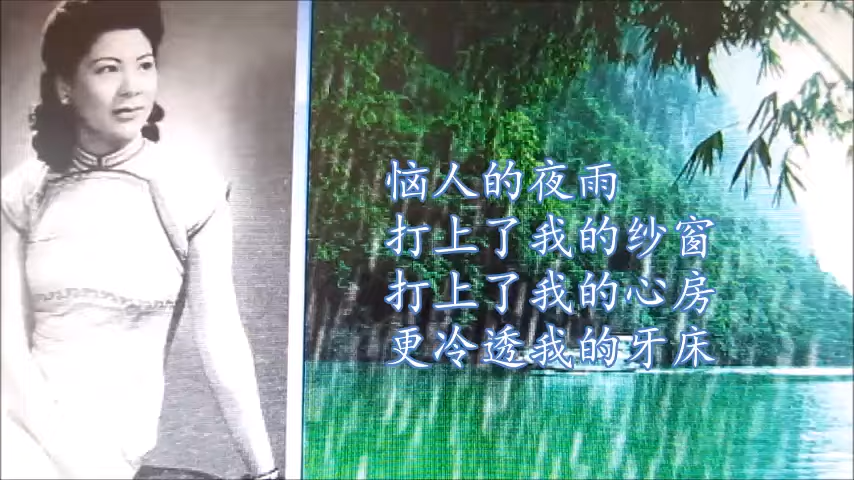 恼人的夜雨
打上了我的纱窗
打上了我的心房
更冷透我的牙床